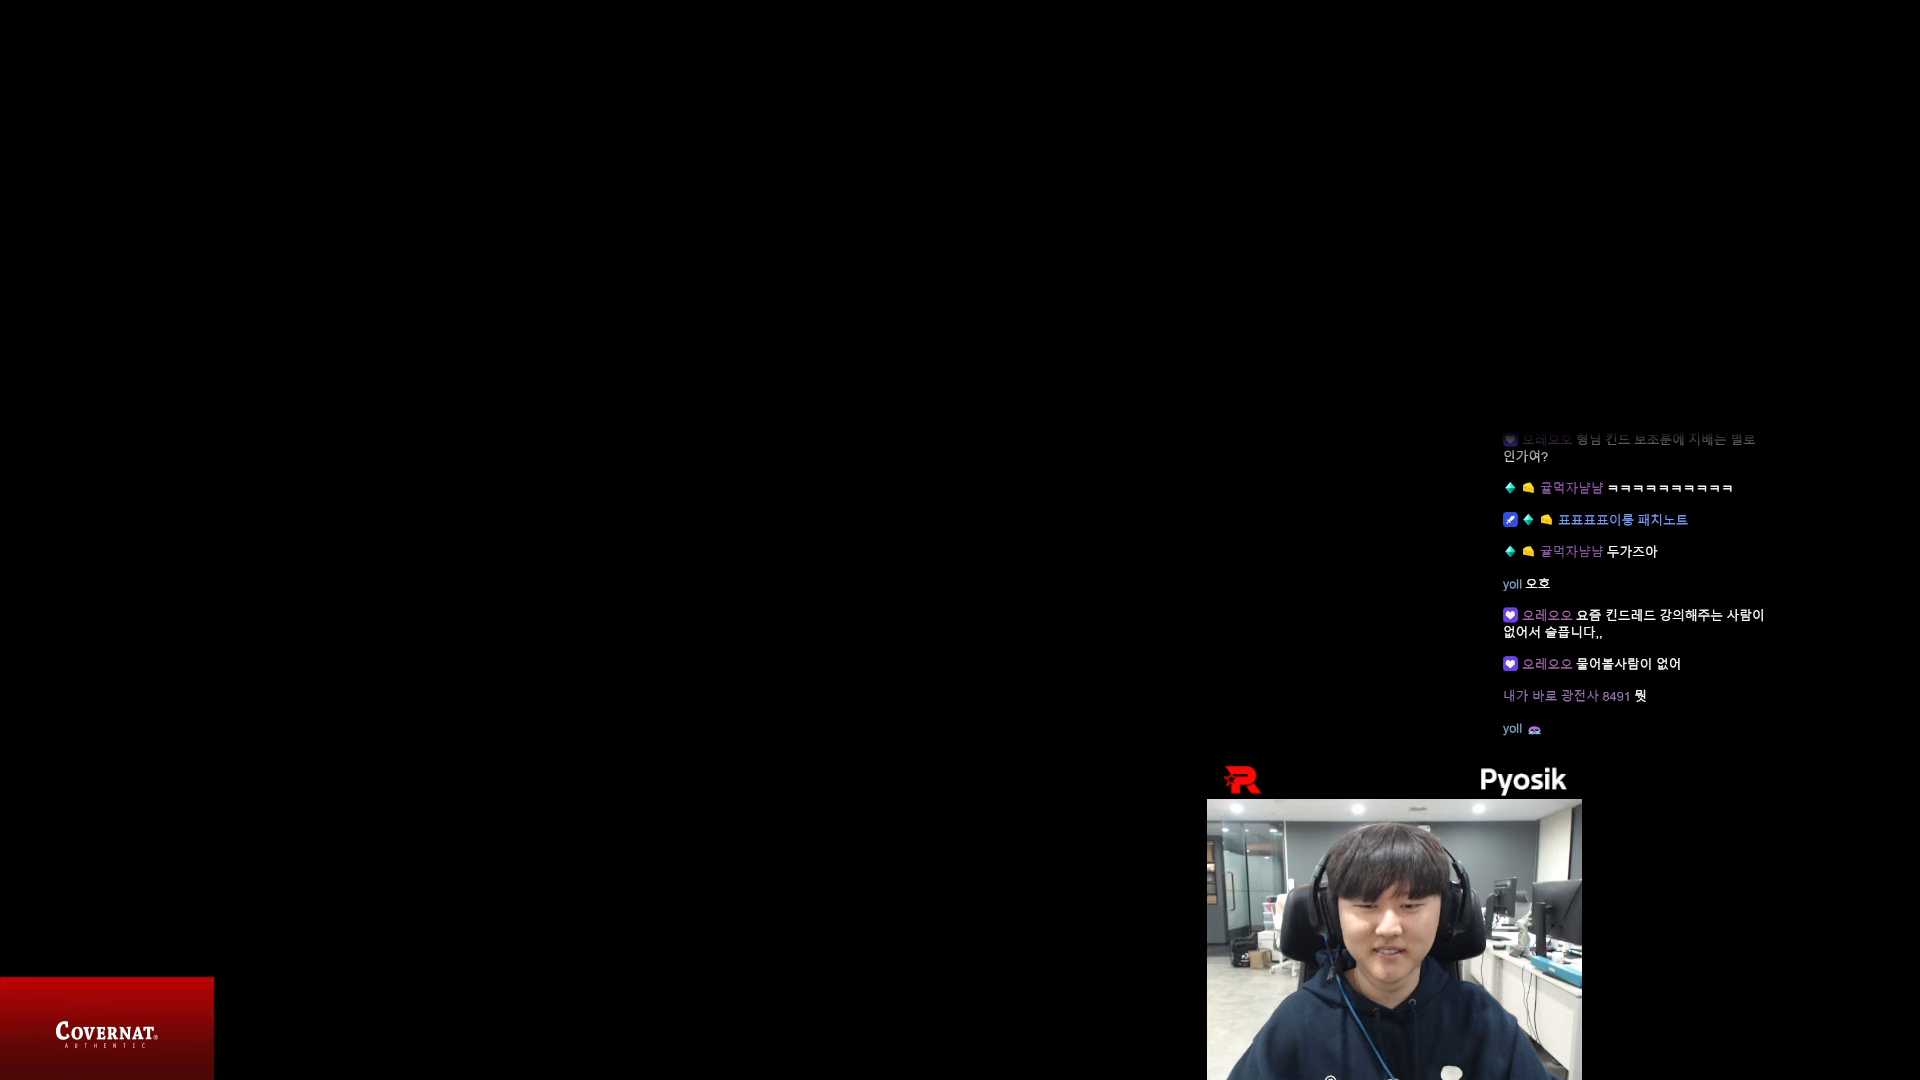 오레오오 형님 킨드 보조룬에 지배는 별로
인가여?
귤먹자냠냠 ㅋㅋㅋㅋㅋㅋㅋㅋㅋㅋ
표표표표이룽 패치노트
귤먹자냠냠 두가즈아
yoll 오호
오레오오 요즘 킨드레드 강의해주는 사람이
없어서 슬픕니다,,
오레오오 물어볼사람이 없어
내가 바로 광전사 8491 뭣
yoll
R
Pyosik
COVERNAT®
AUTHENTIC